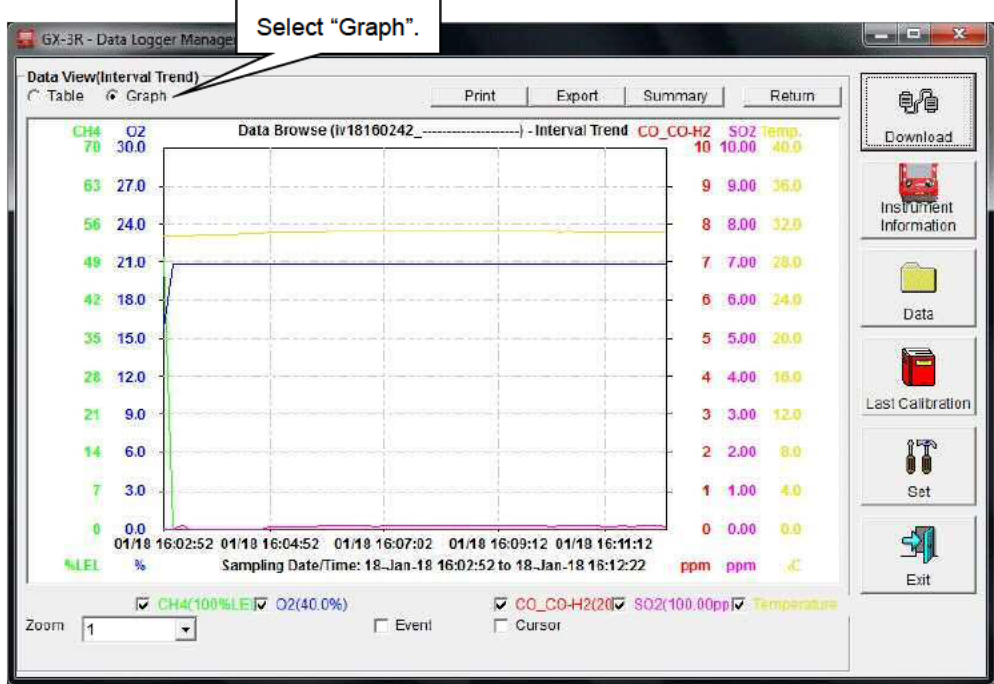 Select “Graph”.
GX-3R - Data Logger Manage
Data View(Interval Trend)
Table Graph Print Export Summary Return
CH4 O2 Data Browse (iv18160242_-------------------) - Interval Trend CO_CO-H2 SO2 Temp.
70 30.0 10 10.00 40.0
63 27.0 9 9.00 36.0
56 24.0 8 8.00 32.0
49 21.0 7 7.00 28.0
42 18.0 6 6.00 24.0
35 15.0 5 5.00 20.0
28 12.0 4 4.00 16.0
21 9.0 3 3.00 12.0
14 6.0 2 2.00 8.0
7 3.0 1 1.00 4.0
0 0.0 0 0.00 0.0
01/18 16:02:52 01/18 16:04:52 01/18 16:07:02 01/18 16:09:12 01/18 16:11:12
%LEL % Sampling Date/Time: 18-Jan-18 16:02:52 to 18-Jan-18 16:12:22 ppm ppm
CH4(100%LE O2(40.0%) CO_CO-H2(20 SO2(100.00pp Temperature
Zoom 1 Event Cursor
Download
Instrument
Information
Data
Last Calibration
Set
Exit